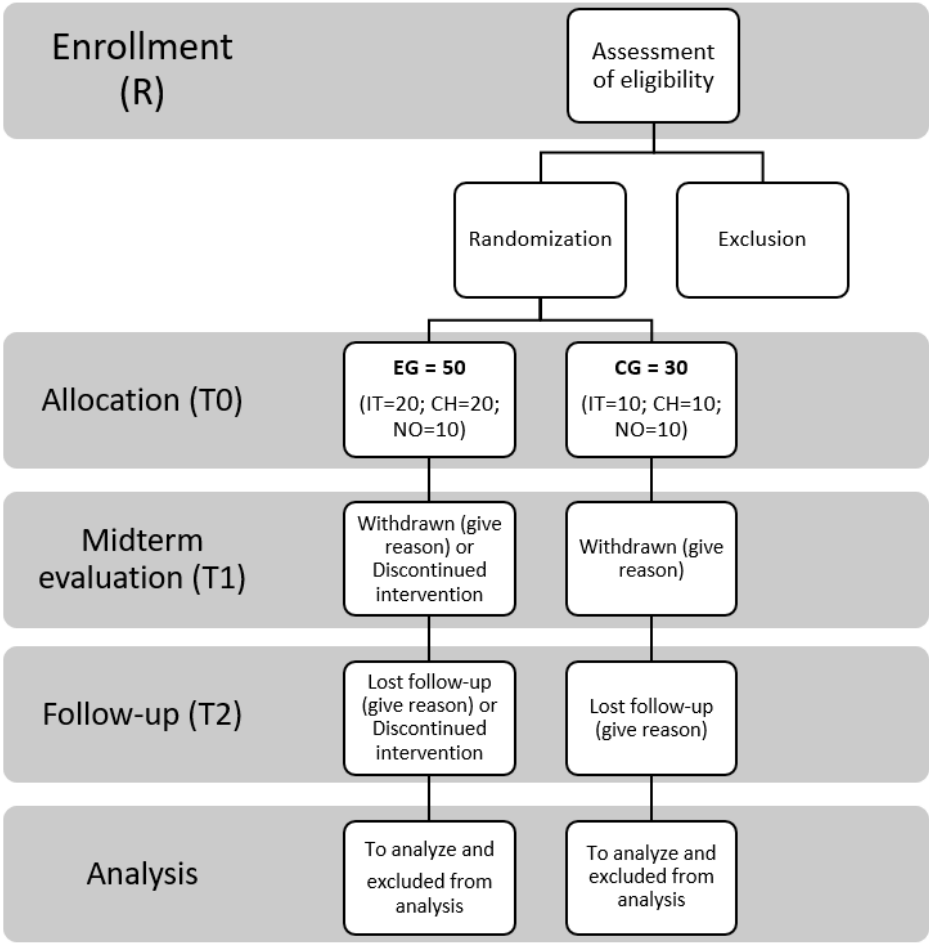 Enrollment
(R)
Assessment
of eligibility
Randomization
Exclusion
Allocation (T0)
EG = 50
(IT=20; CH=20;
NO=10)
CG = 30
(IT=10; CH=10;
NO=10)
Midterm
evaluation (T1)
Withdrawn (give
reason) or
Discontinued
intervention
Withdrawn (give
reason)
Follow-up (T2)
Lost follow-up
(give reason) or
Discontinued
intervention
Lost follow-up
(give reason)
Analysis
To analyze and
excluded from
analysis
To analyze and
excluded from
analysis